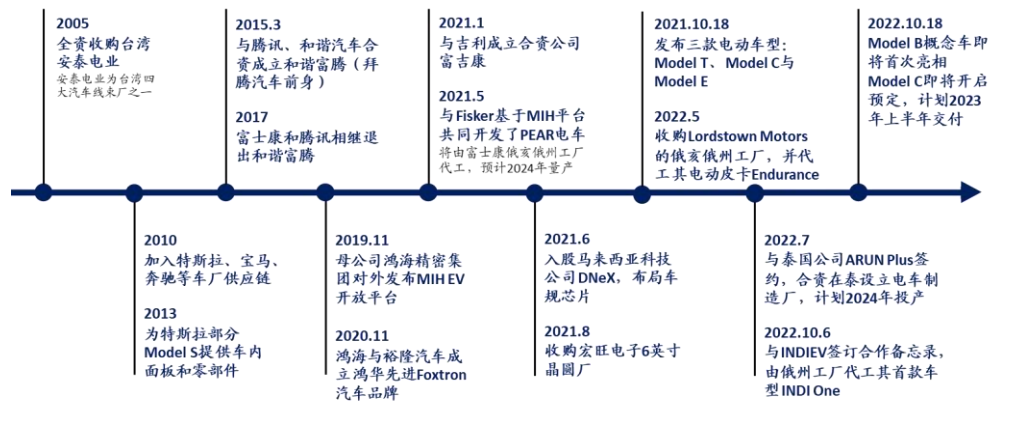 2005
全资收购台湾
安泰电业
安泰电业为台湾四
大汽车线束厂之一
2010
加入特斯拉、宝马、
奔驰等车厂供应链
2013
为特斯拉部分
Model S提供车内
面板和零部件
2015.3
与腾讯、和谐汽车合
资成立和谐富腾（拜
腾汽车前身）
2017
富士康和腾讯相继退
出和谐富腾
2019.11
母公司鸿海精密集
团对外发布MIH EV
开放平台
2020.11
鸿海与裕隆汽车成
立鸿华先进Foxtron
汽车品牌
2021.1
与吉利成立合资公司
富吉康
2021.5
与Fisker基于MIH平台
共同开发了PEAR电车
将由富士康俄亥俄州工厂
代工，预计2024年量产
2021.6
入股马来西亚科技
公司DNeX，布局车
规芯片
2021.8
收购宏旺电子6英寸
晶圆厂
2021.10.18
发布三款电动车型：
Model T、Model C与
Model E
2022.5
收购Lordstown Motors
的俄亥俄州工厂，并代
工其电动皮卡Endurance
2022.7
与泰国公司ARUN Plus签
约，合资在泰设立电车制
造厂，计划2024年投产
2022.10.6
与INDIEV签订合作备忘录，
由俄州工厂代工其首款车
型INDI One
2022.10.18
Model B概念车即
将首次亮相
Model C即将开启
预定，计划2023
年上半年交付